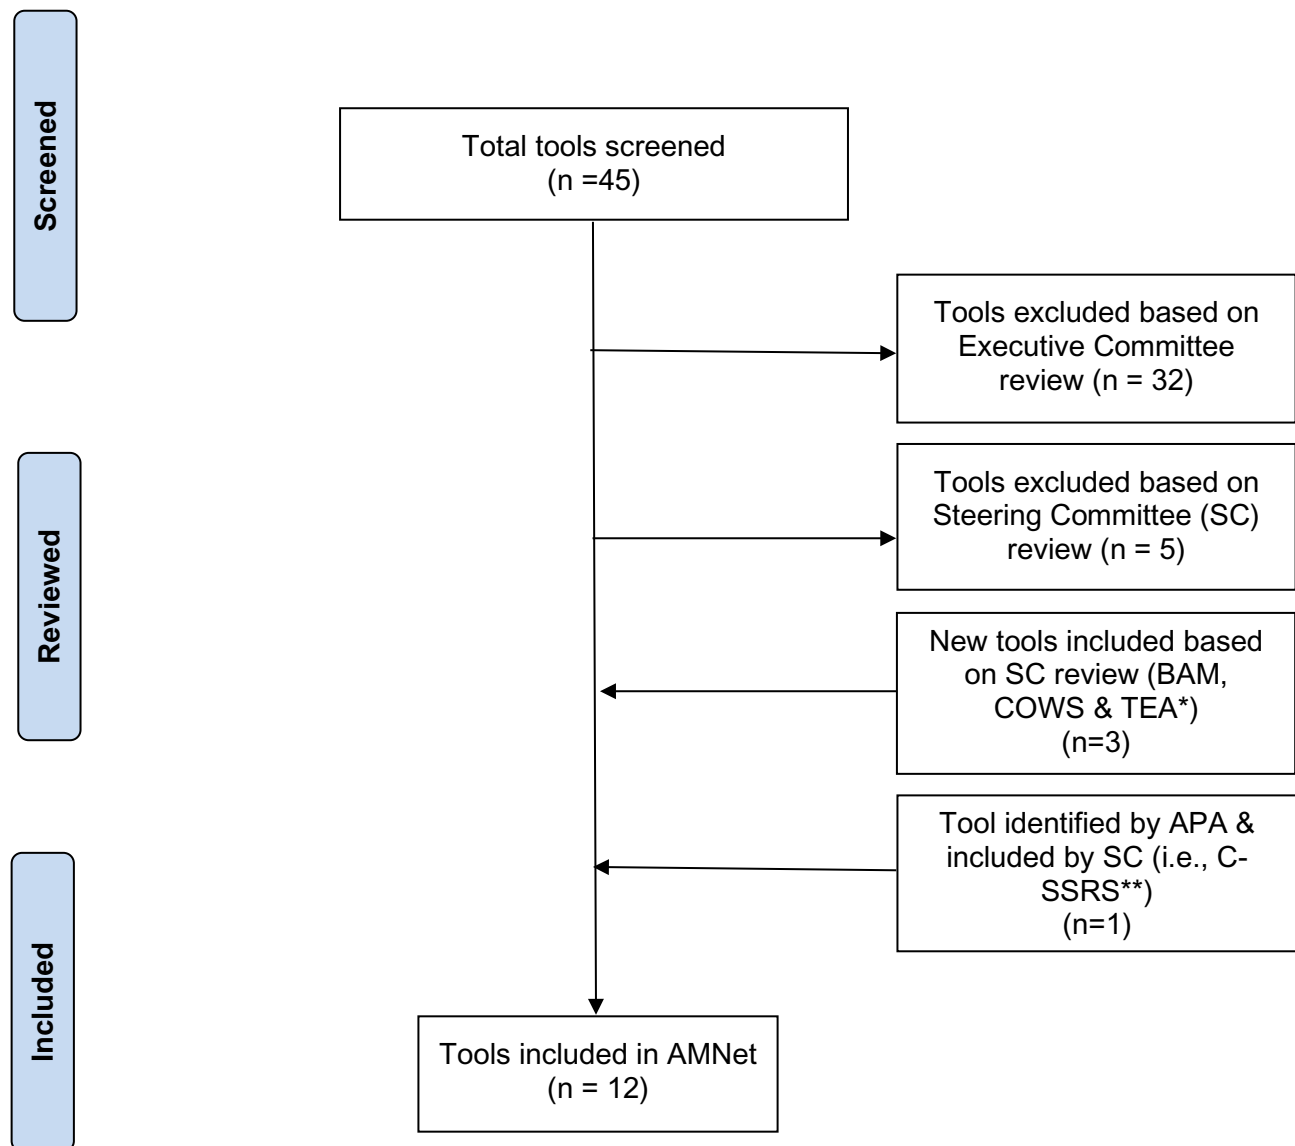 Screened
Total tools screened
(n =45)
Tools excluded based on
Executive Committee
review (n = 32)
Reviewed
Tools excluded based on
Steering Committee (SC)
review (n = 5)
New tools included based
on SC review (BAM,
COWS & TEA*)
(n=3)
Tool identified by APA &
included by SC (i.e., C-
SSRS**)
(n=1)
Included
Tools included in AMNet
(n = 12)